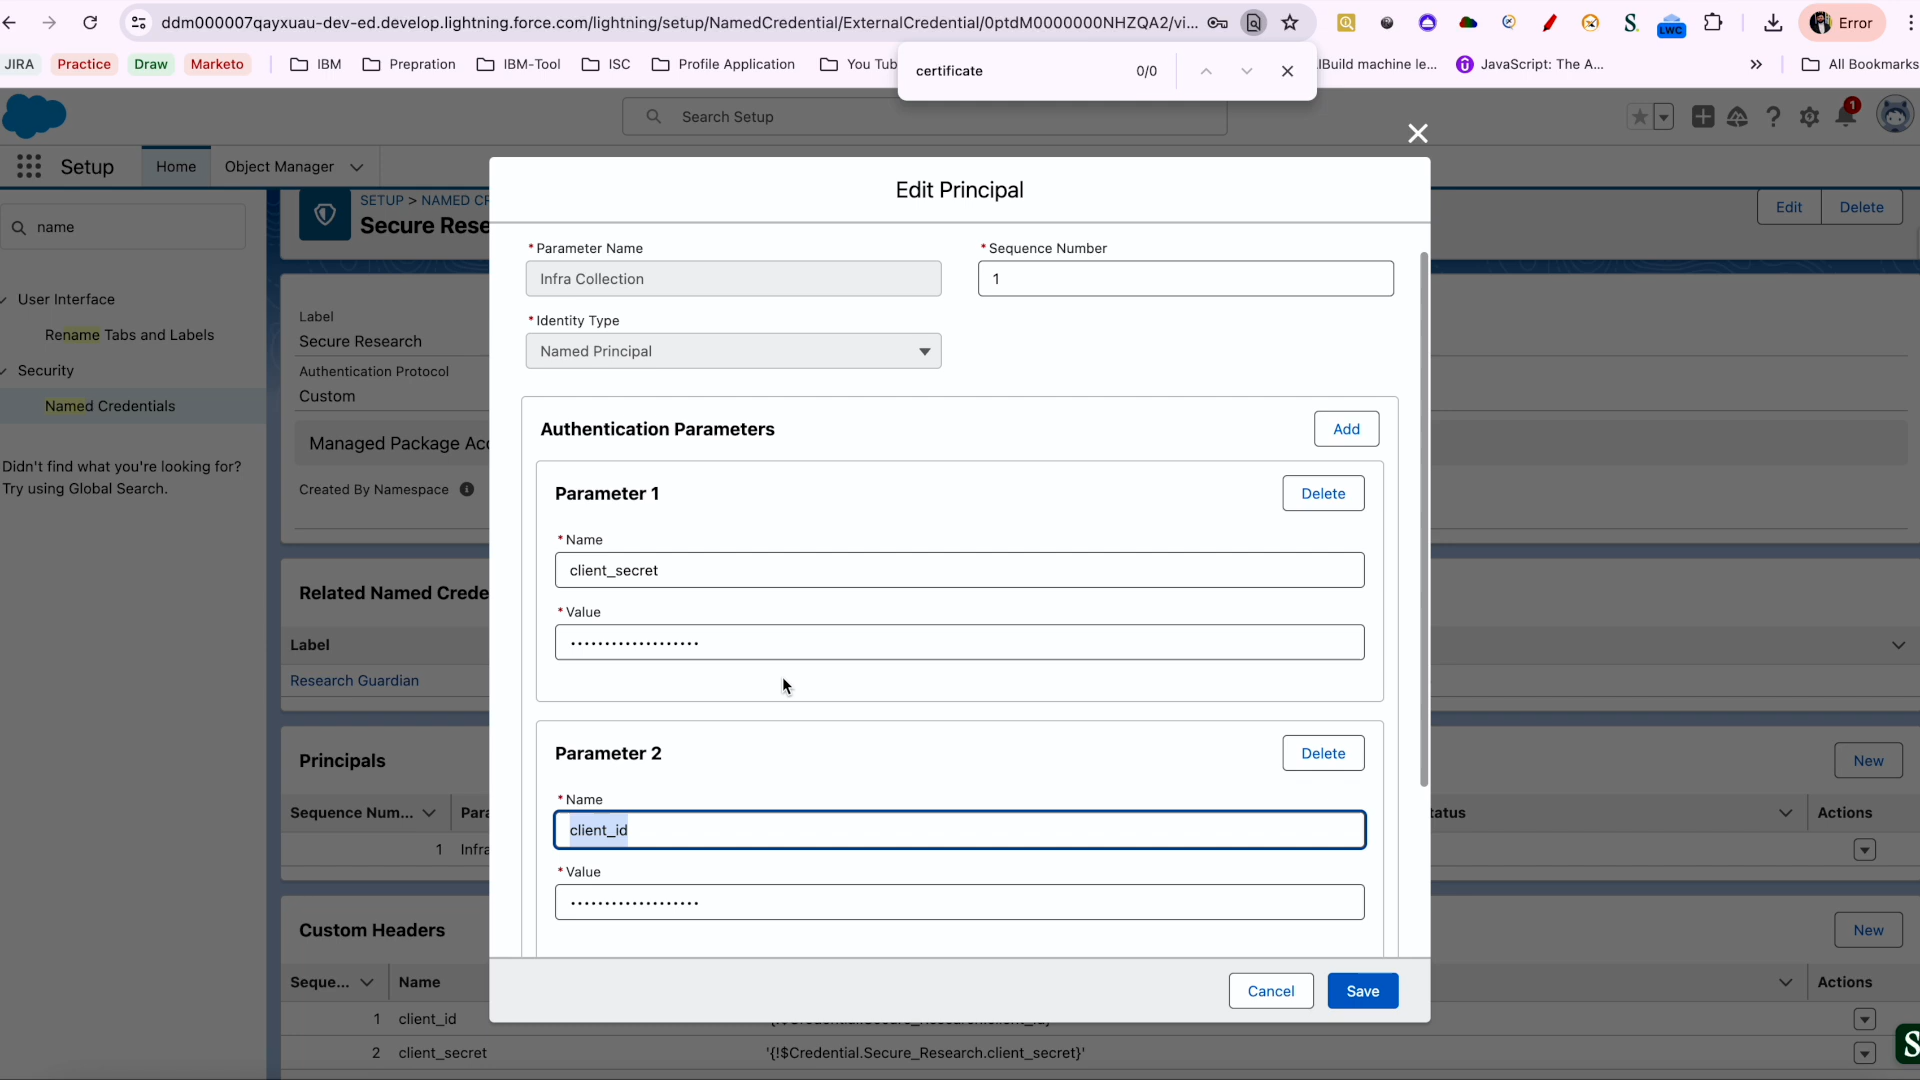 ddm000007qayxuau-dev-ed.develop.lightning.force.com/lightning/setup/NamedCredential/ExternalCredential/0ptdM0000000NHZQA2/vi...
Error
JIRA
Practice
Draw
Marketo
IBM
Prepration
IBM-Tool
ISC
Profile Application
You Tub
certificate
0/0
IBuild machine le...
JavaScript: The A...
»
All Bookmarks
Search Setup
1
Setup
Home
Object Manager
name
User Interface
Rename Tabs and Labels
Security
Named Credentials
Didn't find what you're looking for?
Try using Global Search.
SETUP > NAMED CR
Secure Rese
Edit
Delete
Label
Secure Research
Authentication Protocol
Custom
Managed Package Acc
Created By Namespace
Related Named Crede
Label
Research Guardian
Principals
New
Sequence Num...
Para
tatus
Actions
1 Infra
Custom Headers
New
Seque...
Name
Actions
1 client_id
2 client_secret
'{!$Credential.Secure_Research.client_secret}'
Edit Principal
* Parameter Name
Infra Collection
* Sequence Number
1
* Identity Type
Named Principal
Authentication Parameters
Add
Parameter 1
Delete
* Name
client_secret
* Value
Parameter 2
Delete
* Name
client_id
* Value
Cancel
Save